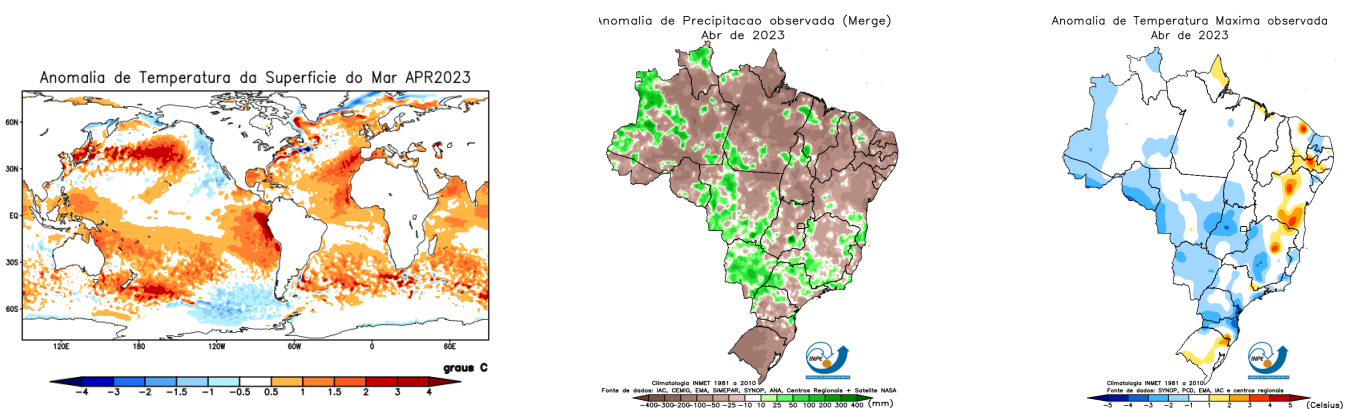 Anomalia de Temperatura da Superficie do Mar APR2023
60N
30N
EQ
30S
60S
120E 180 120W 60W 0 60E
graus C
-4 -3 -2 -1.5 -1 -0.5 0.5 1 1.5 2 3 4
Anomalia de Precipitacao observada (Merge)
Abr de 2023
INPE
Climatologia INMET 1981 a 2010
Fonte de dados: IAC, CEMIG, EMA, SIMEPAR, SYNOP, ANA, Centros Regionais + Satelite NASA
-400-300-200-100-50 -25 -10 10 25 50 100 200 300 400 (mm)
Anomalia de Temperatura Maxima observada
Abr de 2023
INPE
Climatologia INMET 1981 a 2010
Fonte de dados: SYNOP, PCD, EMA, IAC e centros regionais
-5 -4 -3 -2 -1 1 2 3 4 5 (Celsius)